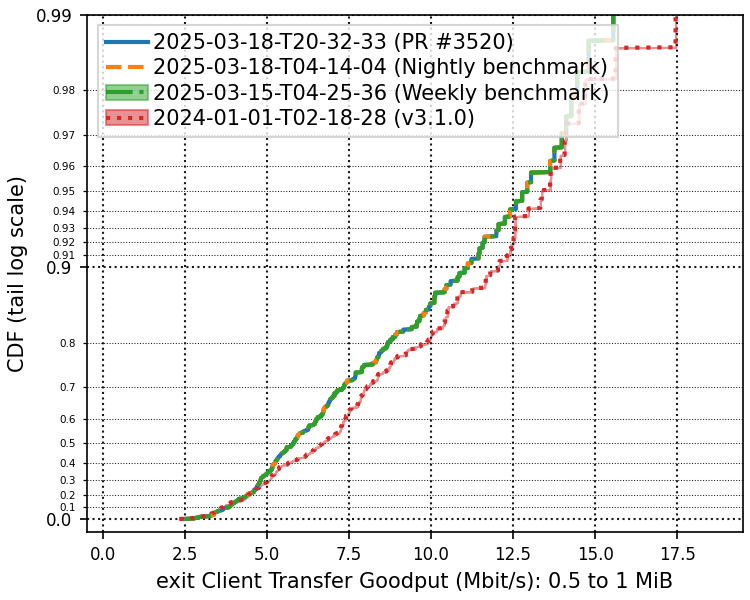 0.99
2025-03-18-T20-32-33 (PR #3520)
2025-03-18-T04-14-04 (Nightly benchmark)
2025-03-15-T04-25-36 (Weekly benchmark)
2024-01-01-T02-18-28 (v3.1.0)
0.98
0.97
0.96
0.95
0.94
0.93
0.92
0.91
0.9
0.8
0.7
0.6
0.5
0.4
0.3
0.2
0.1
0.0
CDF (tail log scale)
0.0 2.5 5.0 7.5 10.0 12.5 15.0 17.5
exit Client Transfer Goodput (Mbit/s): 0.5 to 1 MiB